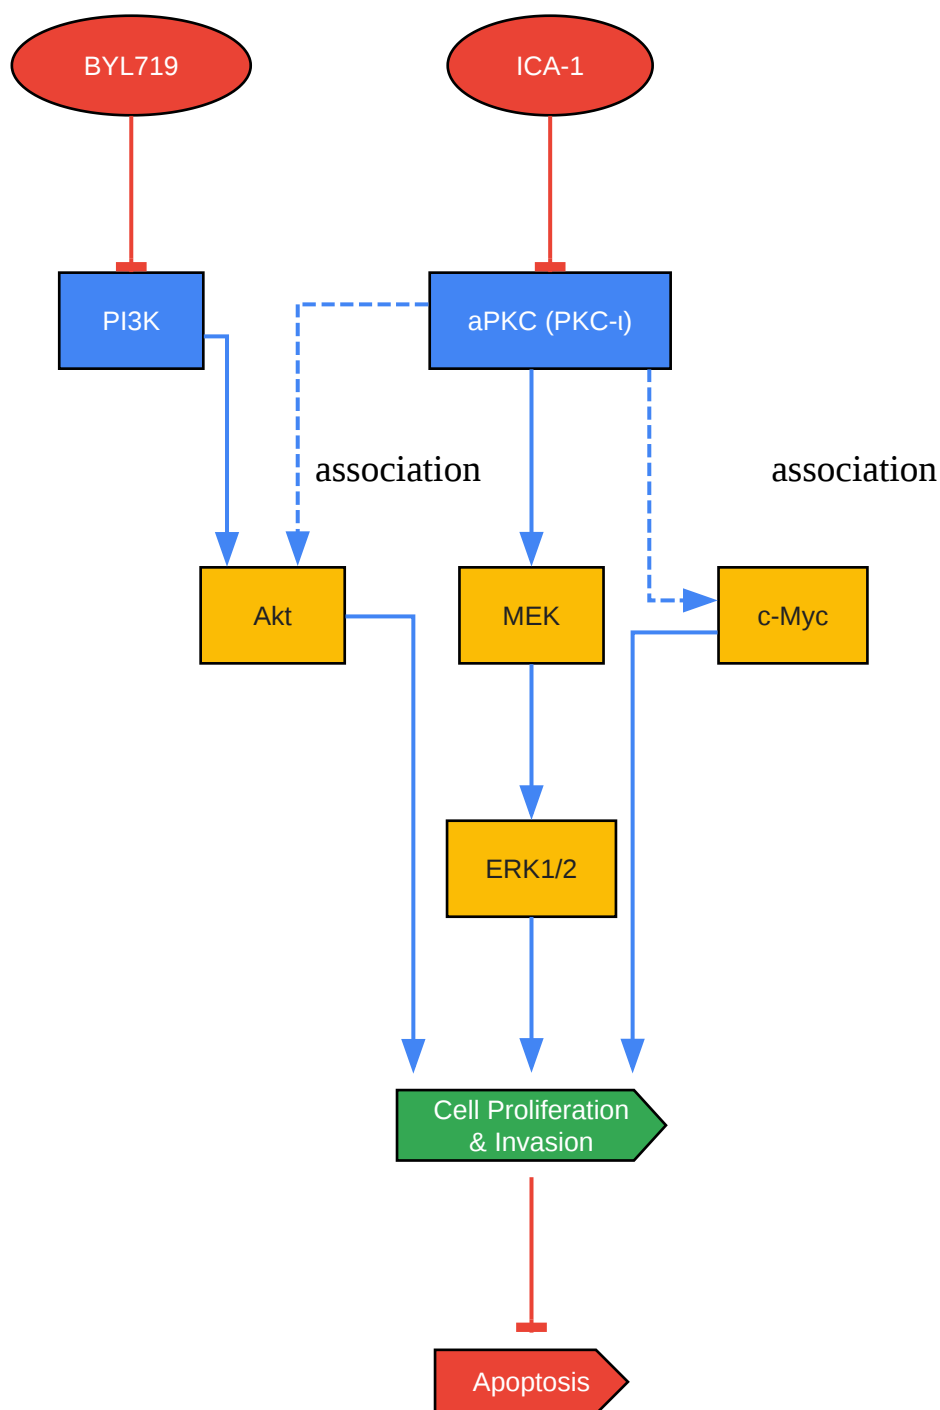 BYL719
ICA-1
PI3K
aPKC (PKC-ι)
association
association
Akt
MEK
c-Myc
ERK1/2
Cell Proliferation
& Invasion
Apoptosis